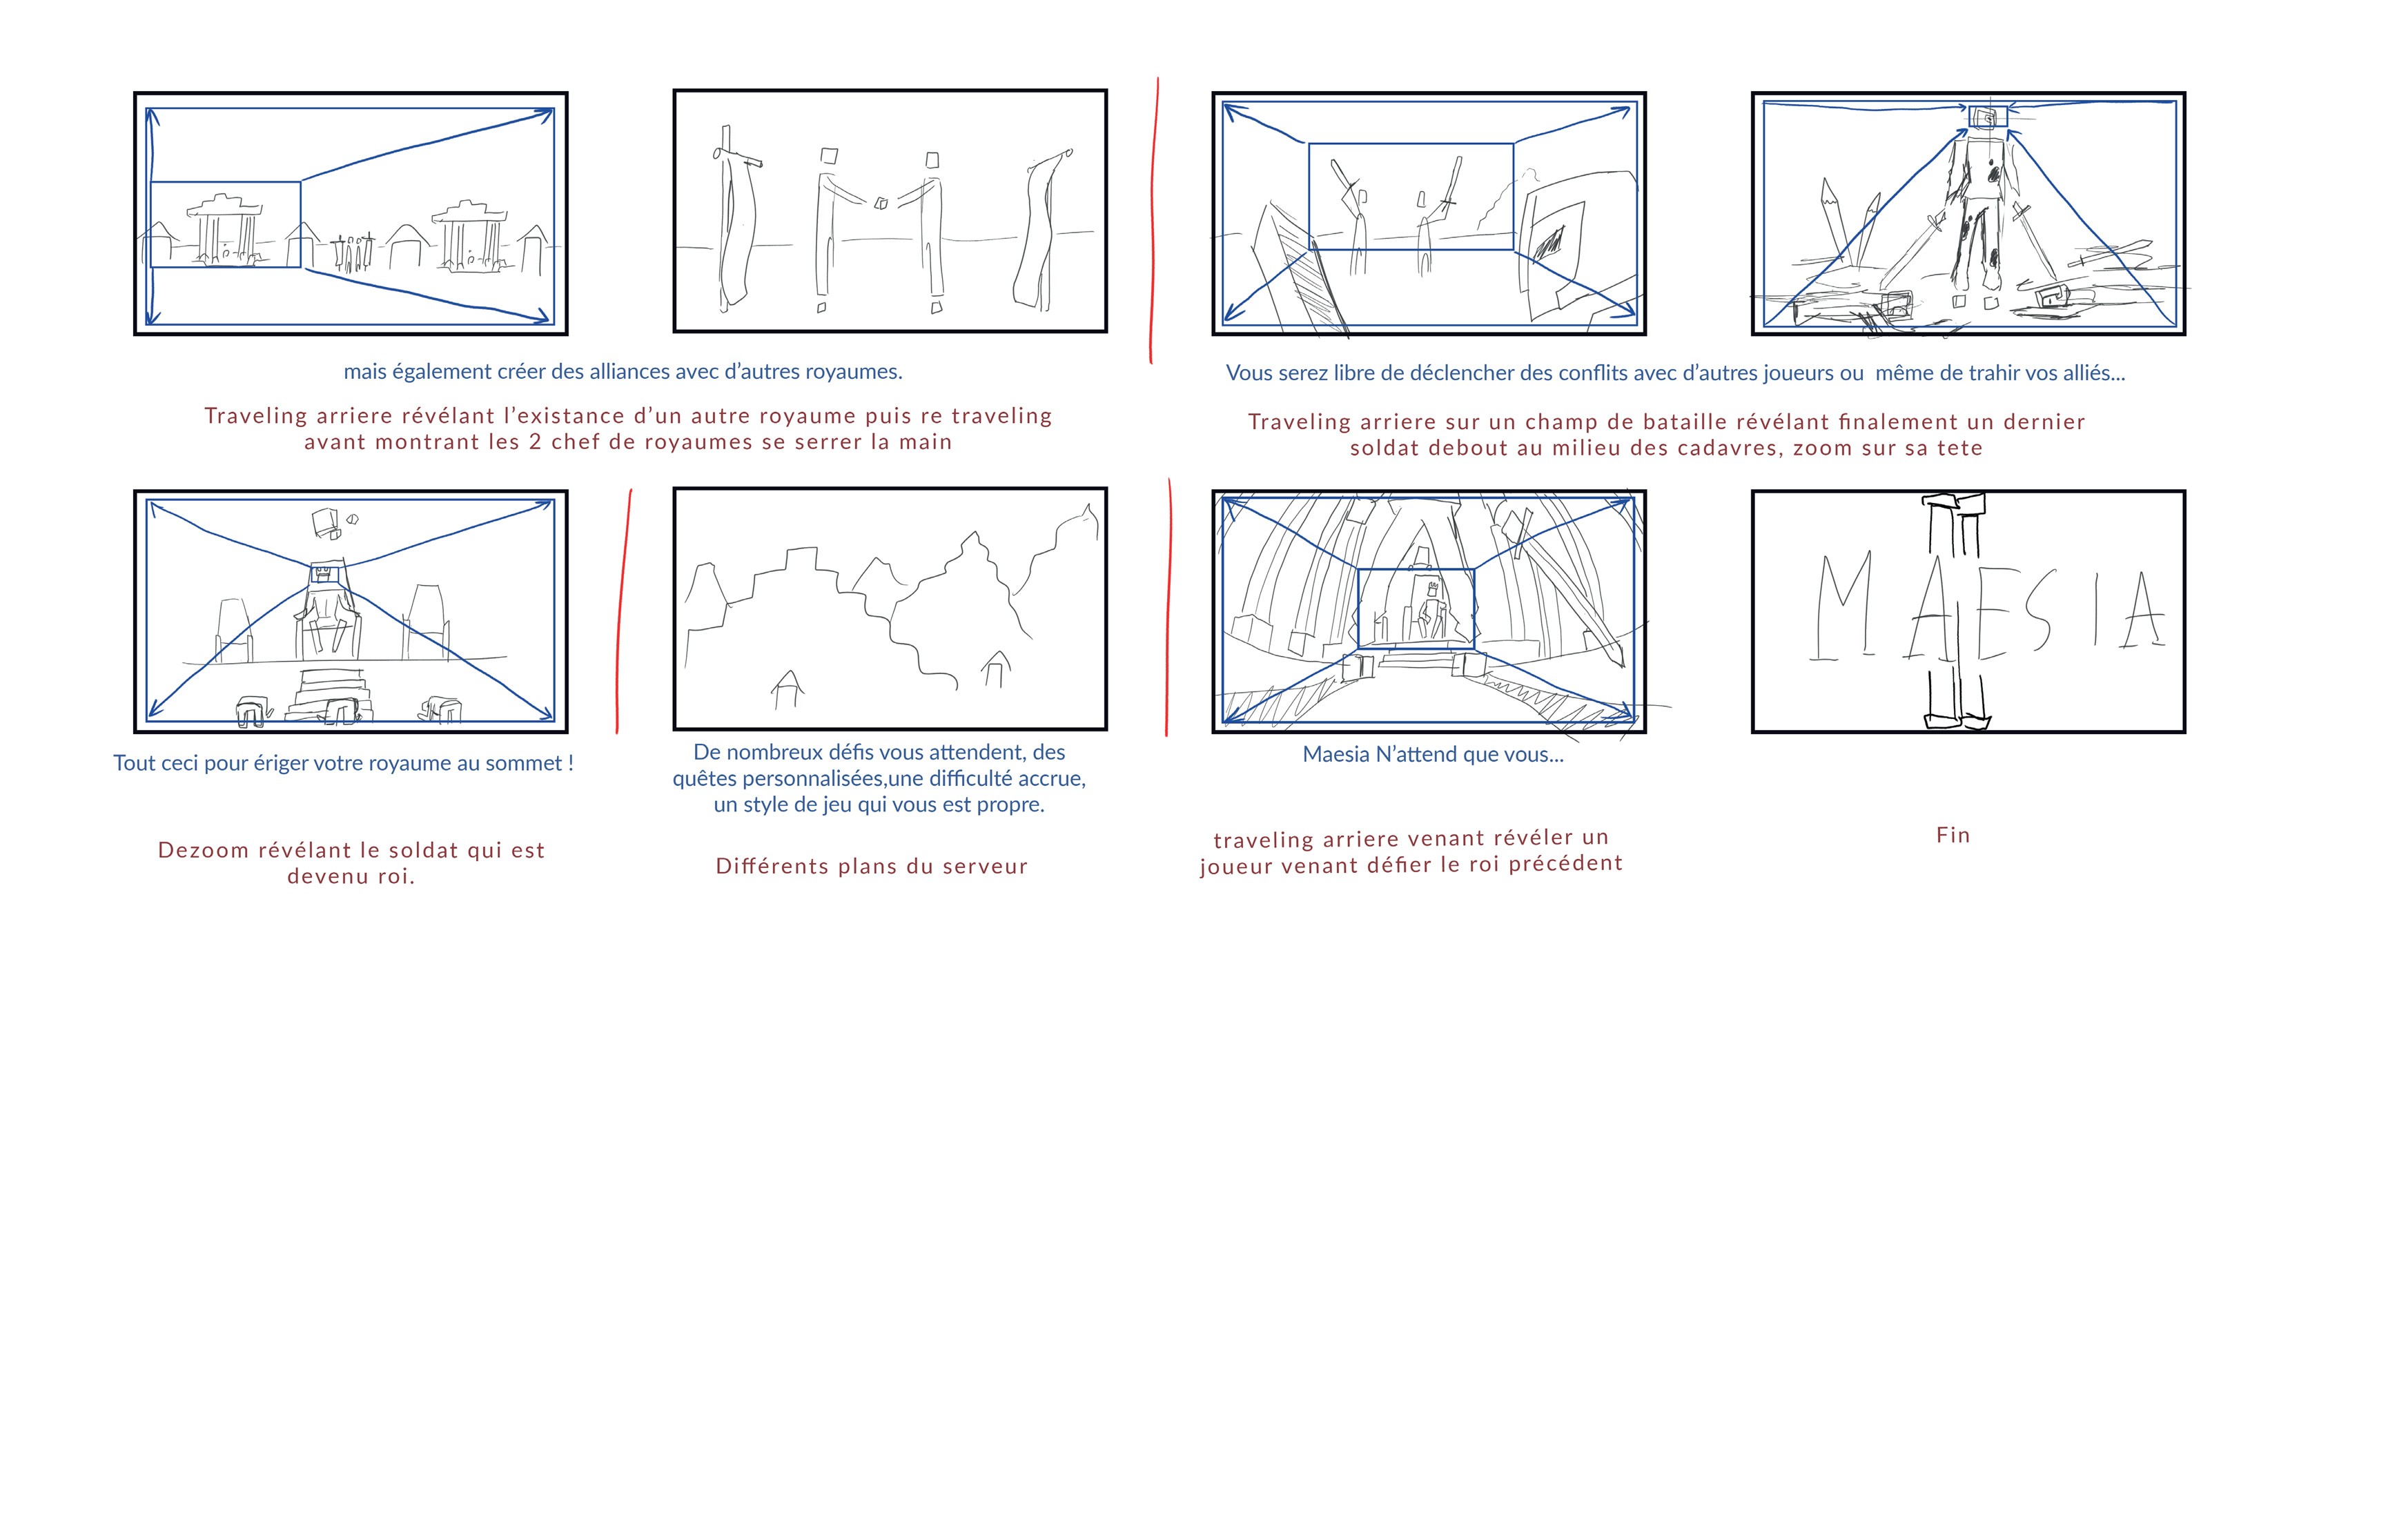 mais également créer des alliances avec d’autres royaumes.
Traveling arriere révélant l’existance d’un autre royaume puis re traveling
avant montrant les 2 chef de royaumes se serrer la main
Vous serez libre de déclencher des conflits avec d’autres joueurs ou  même de trahir vos alliés...
Traveling arriere sur un champ de bataille révélant finalement un dernier
soldat debout au milieu des cadavres, zoom sur sa tete
Tout ceci pour ériger votre royaume au sommet !
Dezoom révélant le soldat qui est
devenu roi.
De nombreux défis vous attendent, des
quêtes personnalisées,une difficulté accrue,
un style de jeu qui vous est propre.
Différents plans du serveur
Maesia N’attend que vous...
traveling arriere venant révéler un
joueur venant défier le roi précédent
MAESIA
Fin